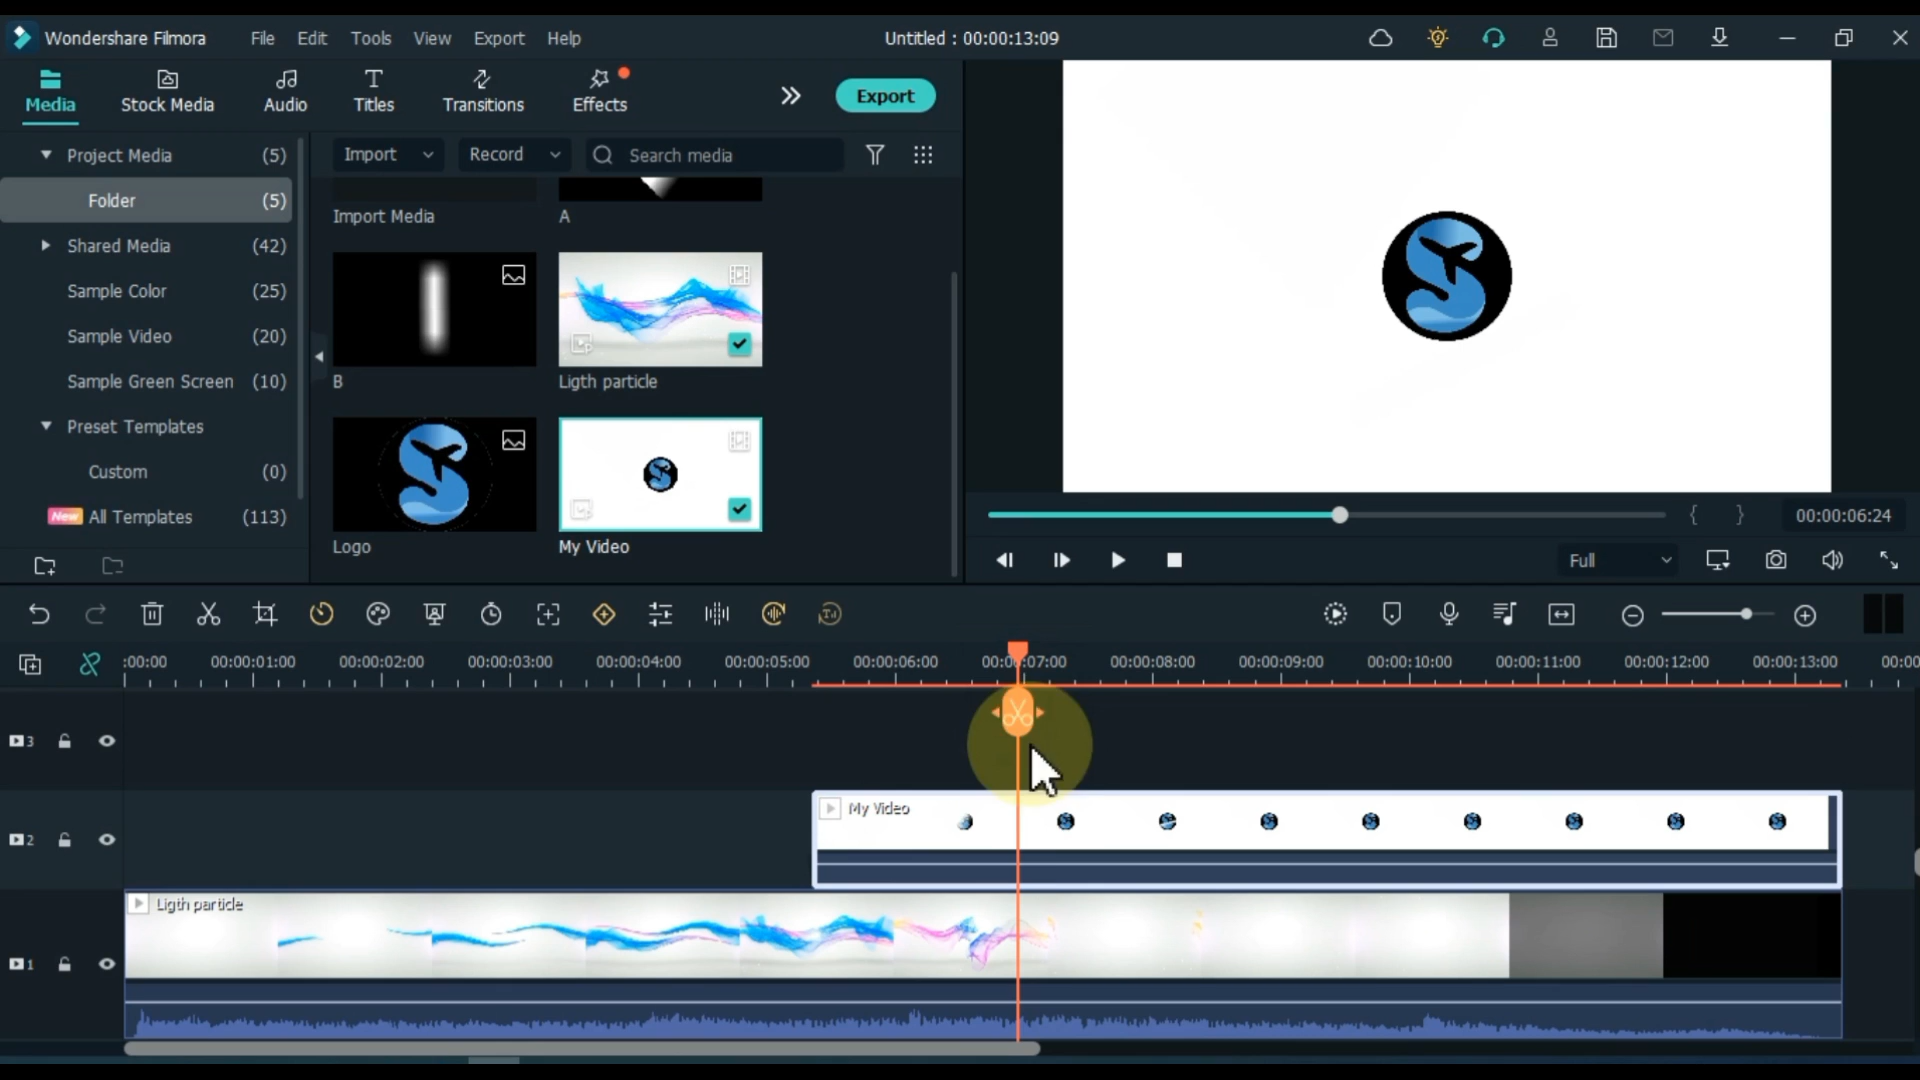 Wondershare Filmora File Edit Tools View Export Help Untitled : 00:00:13:09
Media Stock Media Audio Titles Transitions Effects Export
Project Media (5)
Folder (5)
Shared Media (42)
Sample Color (25)
Sample Video (20)
Sample Green Screen (10)
Preset Templates
Custom (0)
New All Templates (113)
Import Record Search media
Import Media A
B Ligth particle
Logo My Video
00:00:06:24
Full
:00:00 00:00:01:00 00:00:02:00 00:00:03:00 00:00:04:00 00:00:05:00 00:00:06:00 00:00:07:00 00:00:08:00 00:00:09:00 00:00:10:00 00:00:11:00 00:00:12:00 00:00:13:00 00:00
3
2 My Video
1 Ligth particle